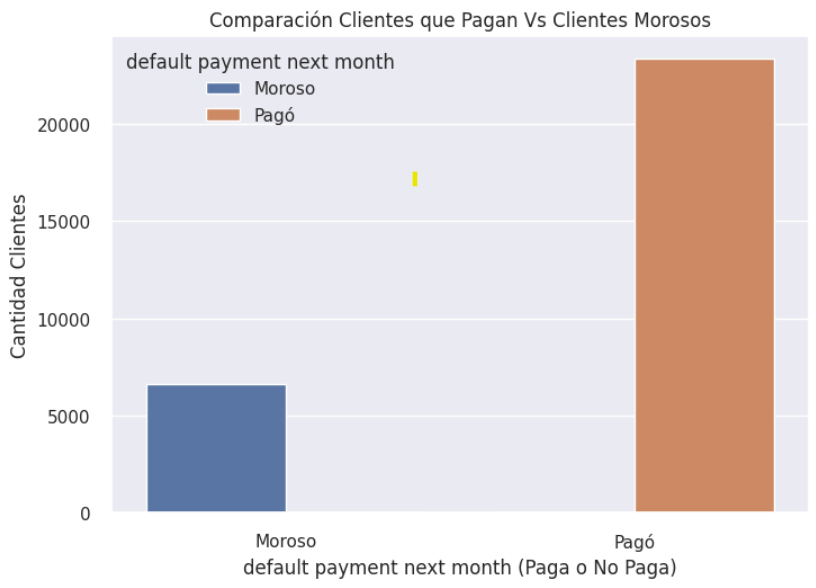 Comparación Clientes que Pagan Vs Clientes Morosos
default payment next month
Moroso
Pagó
Cantidad Clientes
20000
15000
10000
5000
0
Moroso
Pagó
default payment next month (Paga o No Paga)